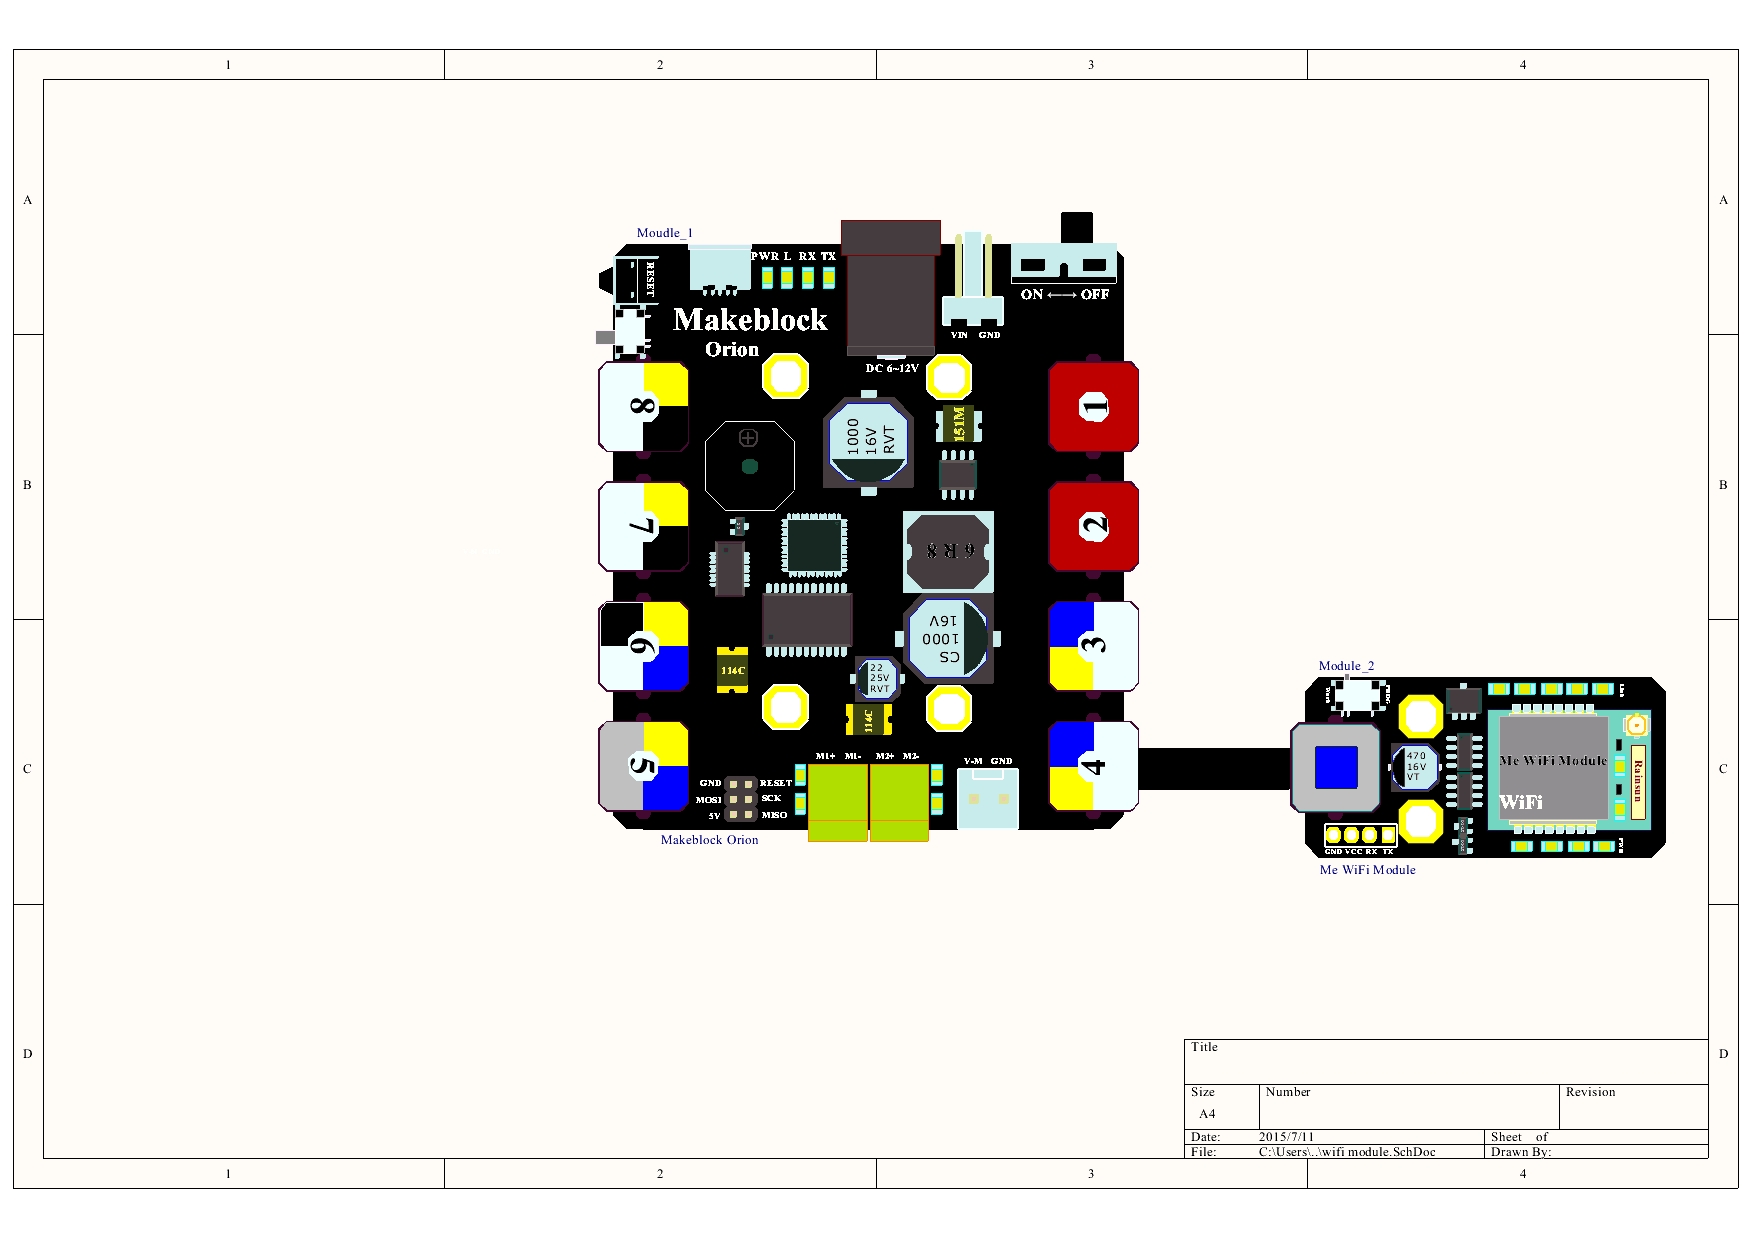 1 2 3 4
A A
Moudle_1
PWR L RX TX
RESET
ON ←→ OFF
Makeblock
Orion
VIN GND
DC 6~12V
8
1
1000
16V
RVT
151M
B B
7
2
6 R 8
6
3
CS
1000
16V
114C
22
25V
RVT
114C
Module_2
5
4
M1+ M1- M2+ M2-
V-M GND
GND RESET
MOSI SCK
5V MISO
Makeblock Orion
C C
470
16V
VT
Me WiFi Module
WiFi
Link
GND VCC RX TX
Me WiFi Module
D D
Title
Size Number Revision
A4
Date: 2015/7/11 Sheet of
File: C:\Users\..\wifi module.SchDoc Drawn By:
1 2 3 4